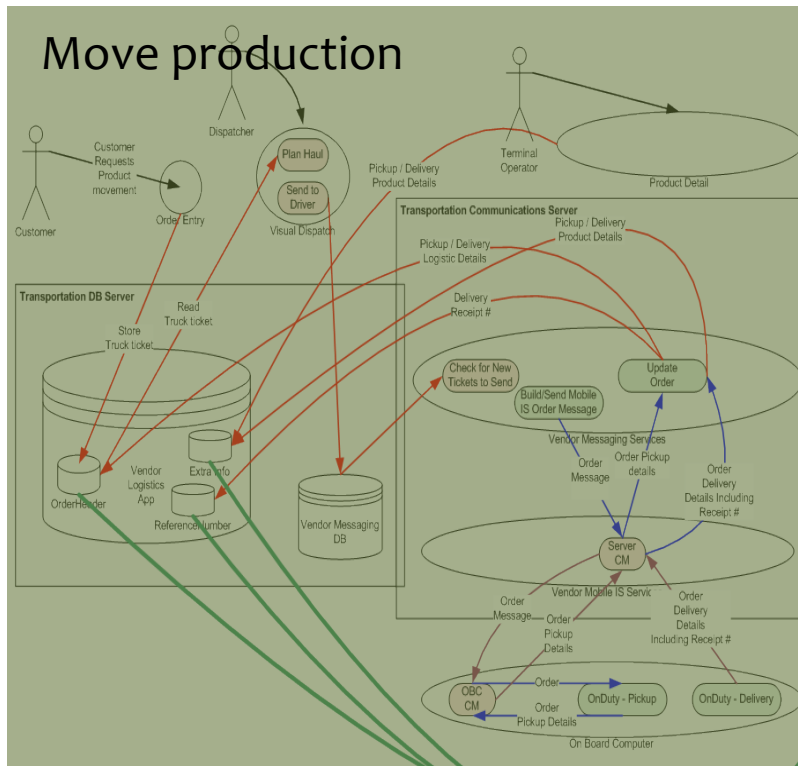 Move production
Dispatcher
Customer
Requests
Product
movement
Customer
Order Entry
Plan Haul
Send to
Driver
Visual Dispatch
Pickup / Delivery
Product Details
Terminal
Operator
Product Detail
Transportation Communications Server
Pickup / Delivery
Logistic Details
Pickup / Delivery
Product Details
Delivery
Receipt #
Transportation DB Server
Read
Truck ticket
Store
Truck ticket
Check for New
Tickets to Send
Update
Order
Build/Send Mobile
IS Order Message
Vendor Messaging Services
Order
Message
Order Pickup
details
Order
Delivery
Details Including
Receipt #
Extra Info
Vendor
Logistics
App
OrderHeader
ReferenceNumber
Vendor Messaging
DB
Server
CM
Vendor Mobile IS Servic
Order
Message
Order
Pickup
Details
Order
Delivery
Details
Including Receipt #
OBC
CM
Order
Order
Pickup Details
OnDuty - Pickup
OnDuty - Delivery
On Board Computer